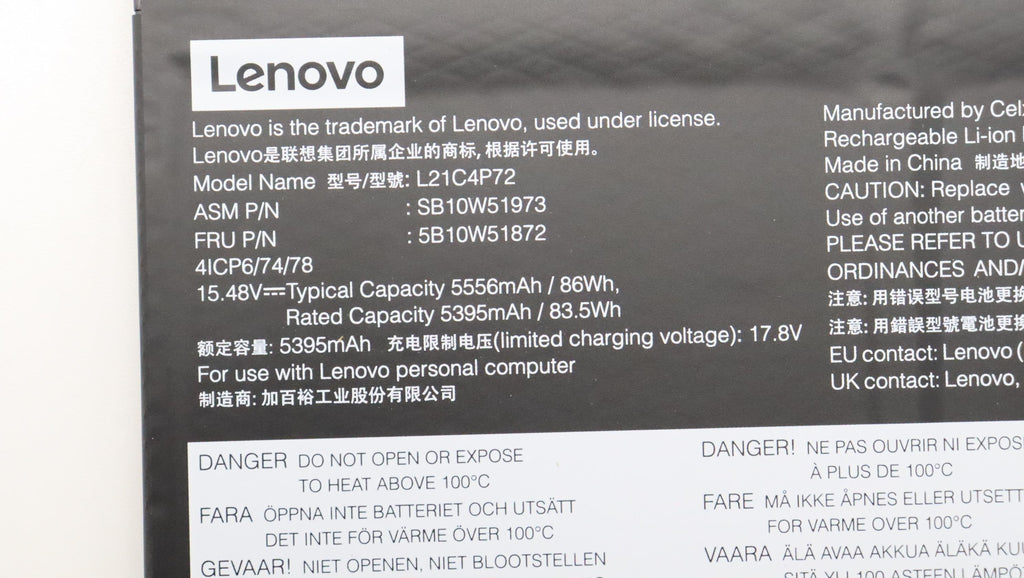 Lenovo
Lenovo is the trademark of Lenovo, used under license.
Lenovo是联想集团所属企业的商标, 根据许可使用。
Model Name 型号/型號: L21C4P72
ASM P/N : SB10W51973
FRU P/N : 5B10W51872
4ICP6/74/78
15.48V⎓Typical Capacity 5556mAh / 86Wh,
Rated Capacity 5395mAh / 83.5Wh
额定容量: 5395mAh 充电限制电压(limited charging voltage): 17.8V
For use with Lenovo personal computer
制造商: 加百裕工业股份有限公司
Manufactured by
Rechargeable Li-ion
Made in China 制造地
CAUTION: Replace
Use of another
PLEASE REFER TO
ORDINANCES AND/
注意: 用错误型号电池更换
注意: 用錯誤型號電池更換
EU contact: Lenovo (
UK contact: Lenovo,
DANGER DO NOT OPEN OR EXPOSE
TO HEAT ABOVE 100°C
FARA ÖPPNA INTE BATTERIET OCH UTSÄTT
DET INTE FÖR VÄRME ÖVER 100°C
GEVAAR! NIET OPENEN, NIET BLOOTSTELLEN
DANGER! NE PAS OUVRIR NI
À PLUS DE 100°C
FARE MÅ IKKE ÅPNES ELLER
FOR VARME OVER 100°C
VAARA ÄLÄ AVAA AKKUA ÄLÄKÄ